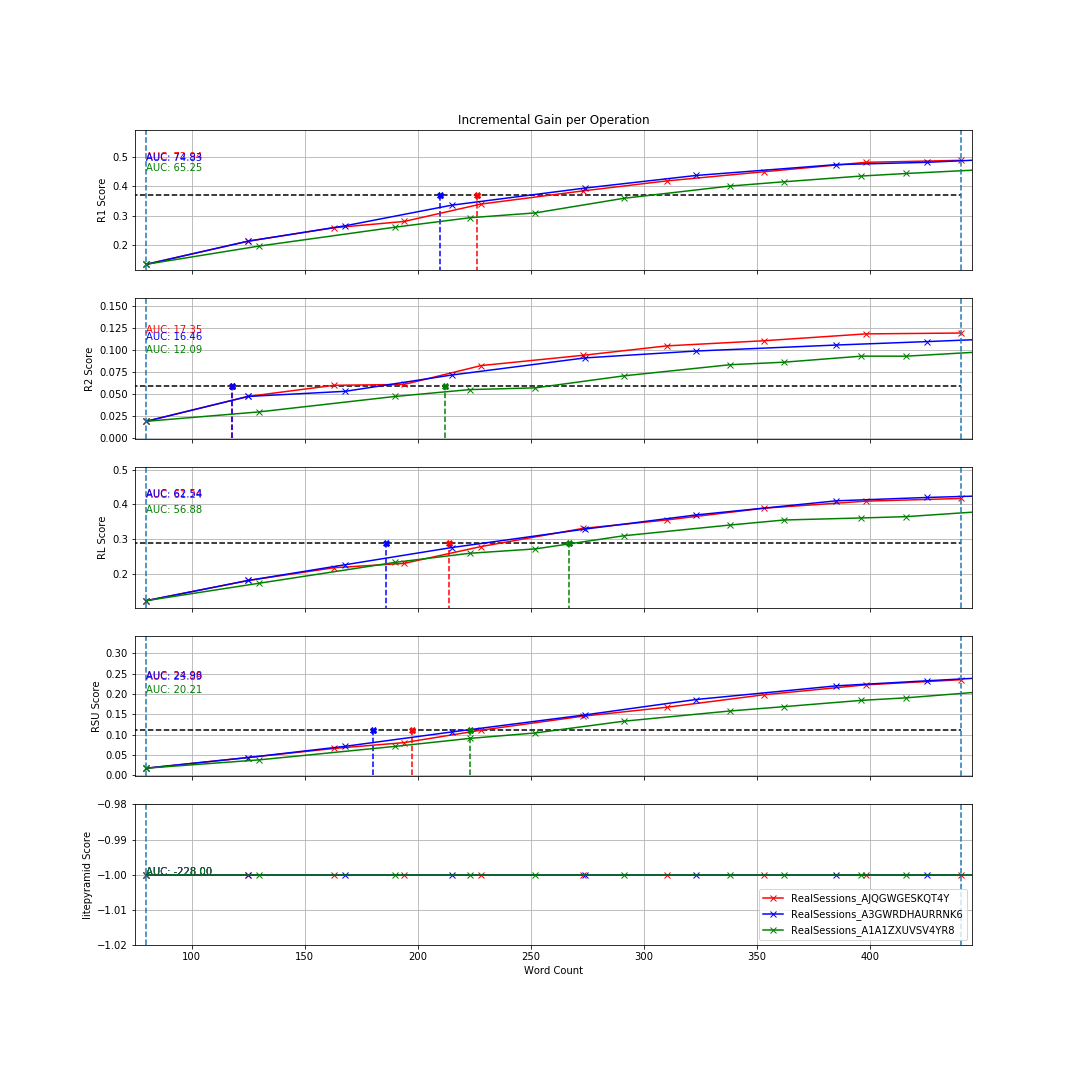 Incremental Gain per Operation
0.5
0.4
0.3
0.2
R1 Score
AUC: 65.25
0.150
0.125
0.100
0.075
0.050
0.025
0.000
R2 Score
AUC: 17.35
AUC: 16.46
AUC: 12.09
0.5
0.4
0.3
0.2
RL Score
AUC: 56.88
0.30
0.25
0.20
0.15
0.10
0.05
0.00
RSU Score
AUC: 20.21
−0.98
−0.99
−1.00
−1.01
−1.02
litepyramid Score
AUC: -228.00
RealSessions_AJQGWGESKQT4Y
RealSessions_A3GWRDHAURRNK6
RealSessions_A1A1ZXUVSV4YR8
100
150
200
250
300
350
400
Word Count